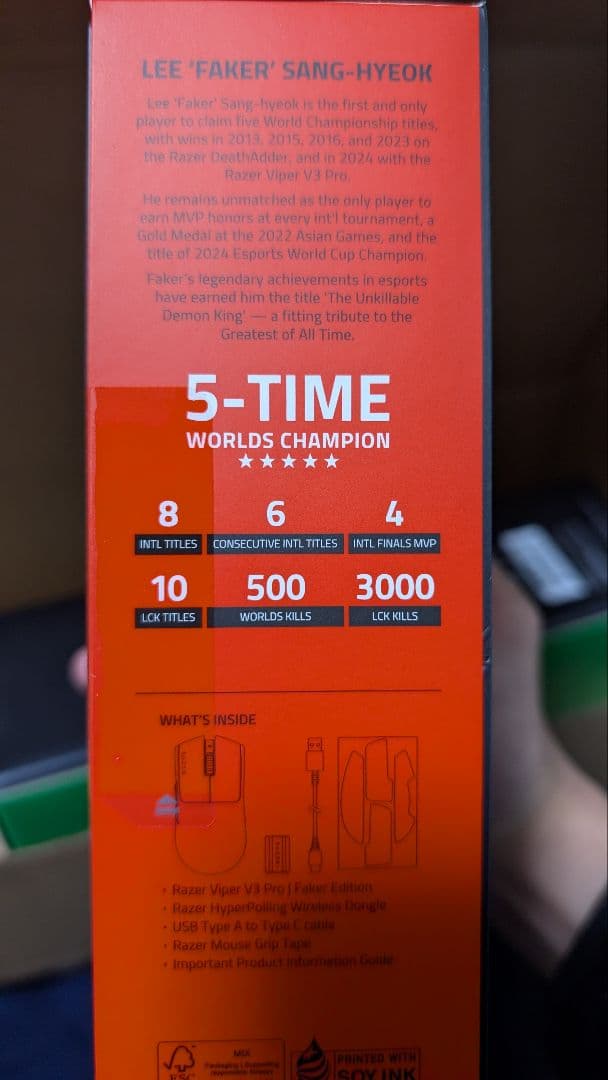 LEE 'FAKER' SANG-HYEOK
Lee 'Faker' Sang-hyeok is the first and only
player to claim five World Championship titles,
with wins in 2013, 2015, 2016, and 2023 on
the Razer DeathAdder, and in 2024 with the
Razer Viper V3 Pro.
He remains unmatched as the only player to
earn MVP honors at every int'l tournament, a
Gold Medal at the 2022 Asian Games, and the
title of 2024 Esports World Cup Champion.
Faker's legendary achievements in esports
have earned him the title 'The Unkillable
Demon King' — a fitting tribute to the
Greatest of All Time.
5-TIME
WORLDS CHAMPION
8 6 4
INTL TITLES CONSECUTIVE INTL TITLES INTL FINALS MVP
10 500 3000
LCK TITLES WORLDS KILLS LCK KILLS
WHAT'S INSIDE
• Razer Viper V3 Pro | Faker Edition
• Razer HyperPolling Wireless Dongle
• USB Type A to Type C cable
• Razer Mouse Grip Tape
• Important Product Information Guide
FSC
MIX
Packaging | Supporting
responsible forestry
PRINTED WITH
SOY INK